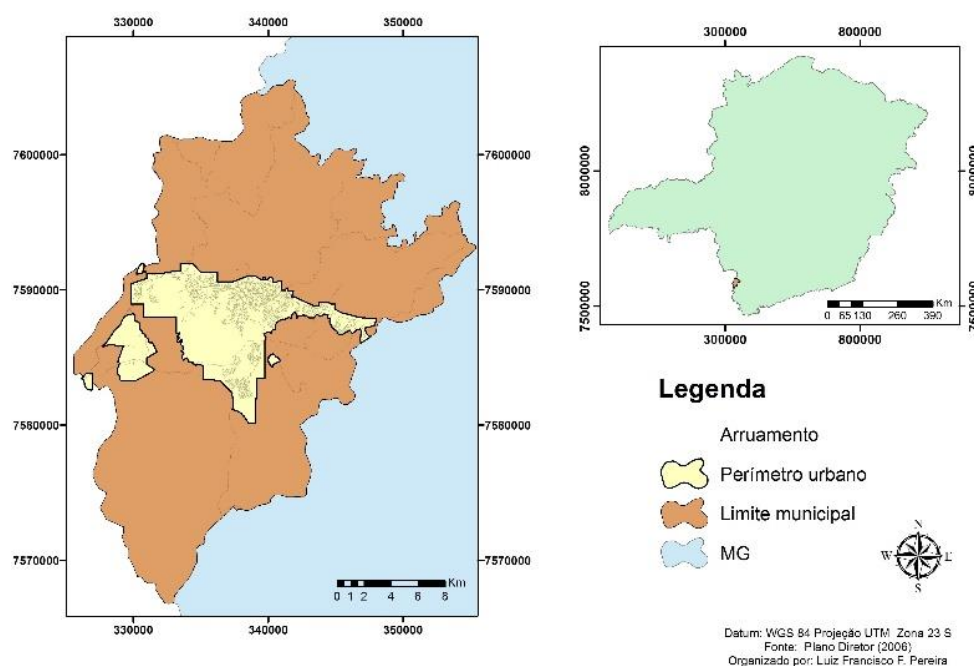 330000 340000 350000
7600000 7600000
7590000 7590000
7580000 7580000
7570000 7570000
0 1 2 4 6 8 Km
330000 340000 350000
300000 800000
8000000
7500000
0 65 130 260 390 Km
300000 800000
Legenda
Arruamento
Perímetro urbano
Limite municipal
MG
N
W E
S
Datum: WGS 84 Projeção UTM Zona 23 S
Fonte: Plano Diretor (2006)
Organizado por: Luiz Francisco F. Pereira